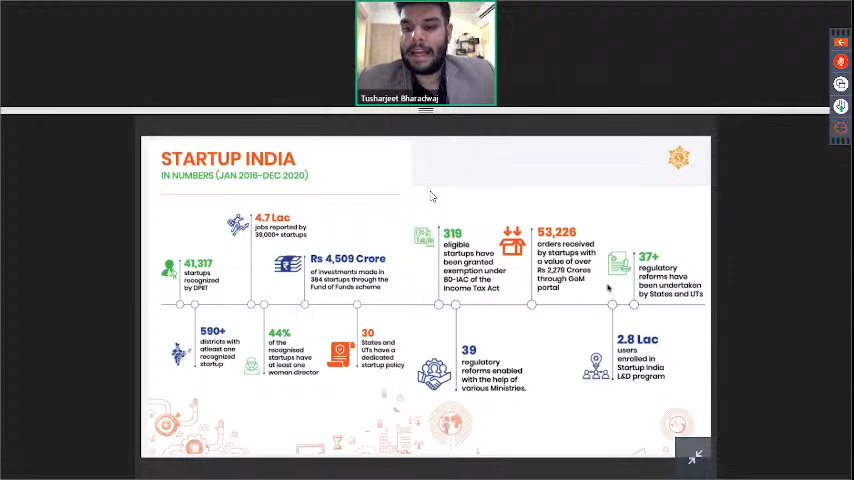 Tusharjeet Bharadwaj
STARTUP INDIA
IN NUMBERS (JAN 2016-DEC 2020)
4.7 Lac
jobs reported by
39,000+ startups
41,317
startups
recognized
by DPIIT
Rs 4,509 Crore
of investments made in
384 startups through the
Fund of Funds scheme
319
eligible
startups have
been granted
exemption under
80-IAC of the
Income Tax Act
53,226
orders received
by startups with
a value of over
Rs 2,279 Crores
through GeM
portal
37+
regulatory
reforms have
been undertaken
by States and UTs
590+
districts with
atleast one
recognized
startup
44%
of the
recognised
startups have
at least one
woman director
30
States and
UTs have a
dedicated
startup policy
39
regulatory
reforms enabled
with the help of
various Ministries.
2.8 Lac
users
enrolled in
Startup India
L&D program